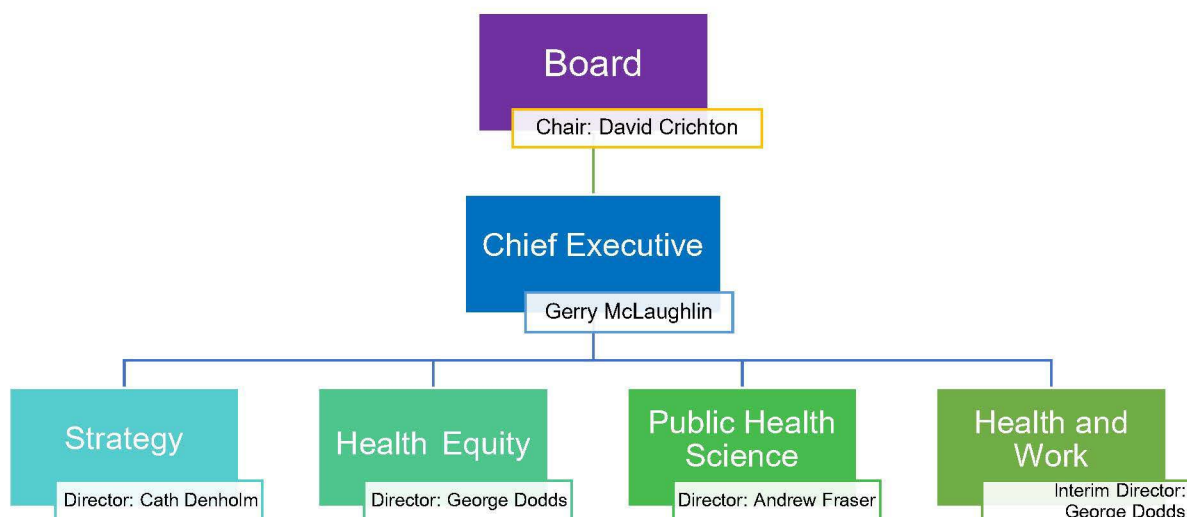 Board
Chair: David Crichton
Chief Executive
Gerry McLaughlin
Strategy
Director: Cath Denholm
Health Equity
Director: George Dodds
Public Health
Science
Director: Andrew Fraser
Health and
Work
Interim Director:
George Dodds